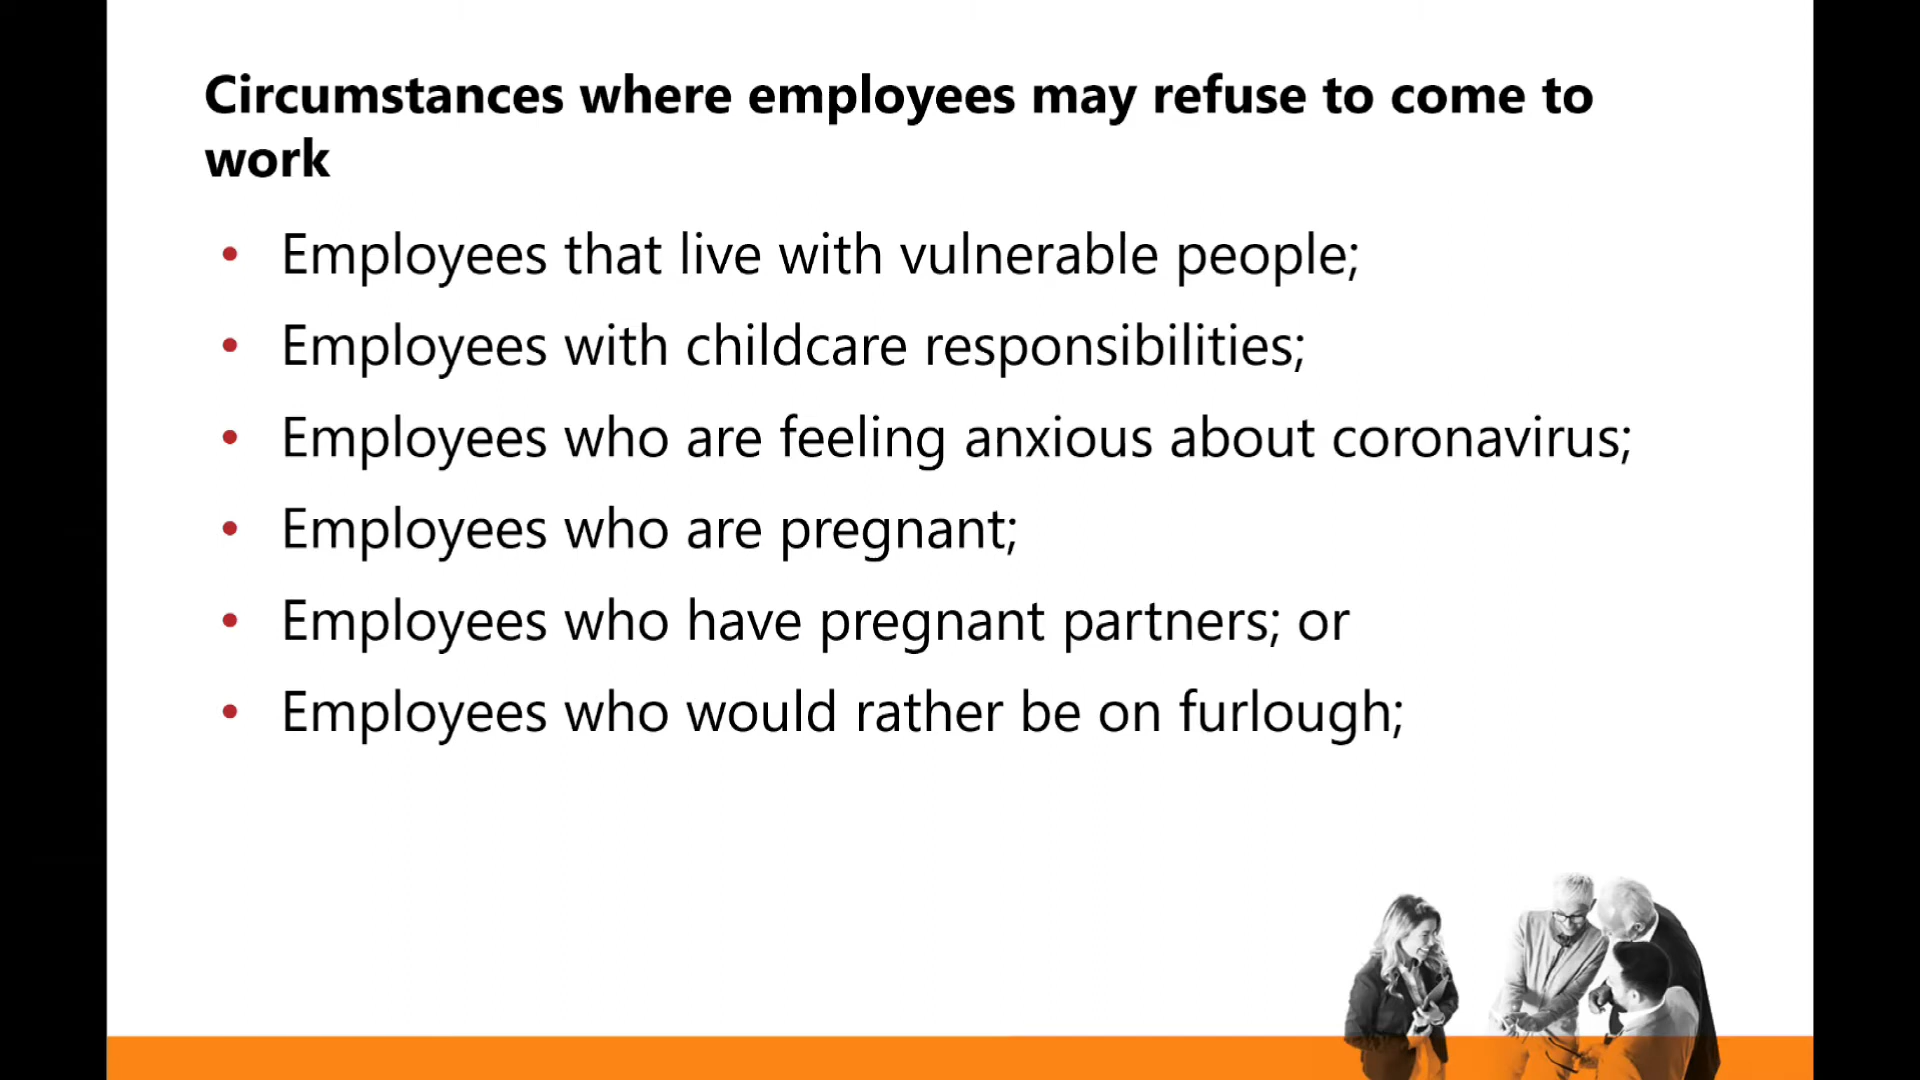 Circumstances where employees may refuse to come to
work
• Employees that live with vulnerable people;
• Employees with childcare responsibilities;
• Employees who are feeling anxious about coronavirus;
• Employees who are pregnant;
• Employees who have pregnant partners; or
• Employees who would rather be on furlough;